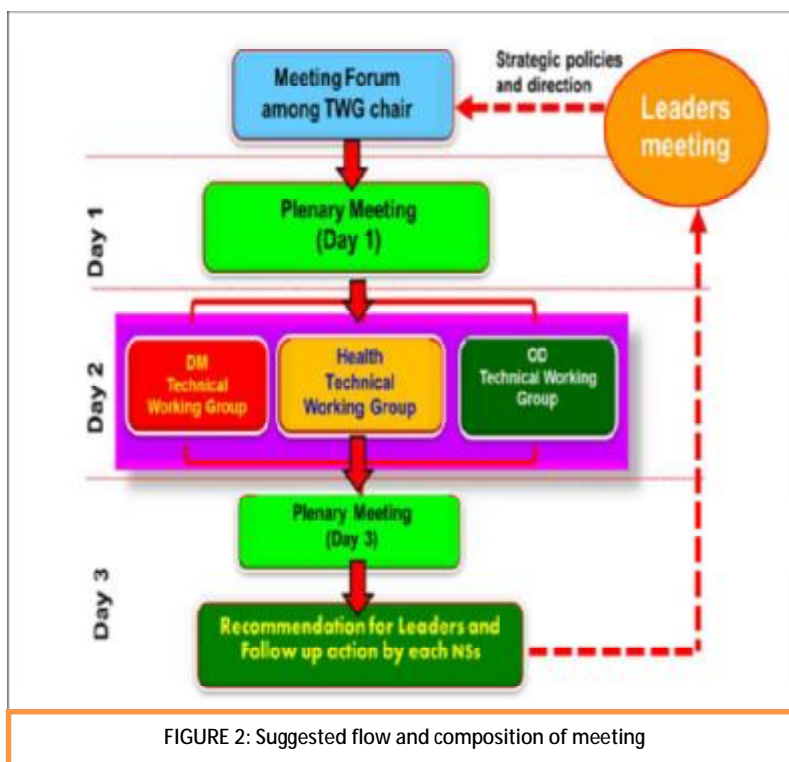 Strategic policies
and direction
Meeting Forum
among TWG chair
Leaders
meeting
Day 1
Plenary Meeting
(Day 1)
Day 2
DM
Technical
Working Group
Health
Technical
Working Group
OD
Technical Working
Group
Day 3
Plenary Meeting
(Day 3)
Recommendation for Leaders and
Follow up action by each NSs
FIGURE 2: Suggested flow and composition of meeting